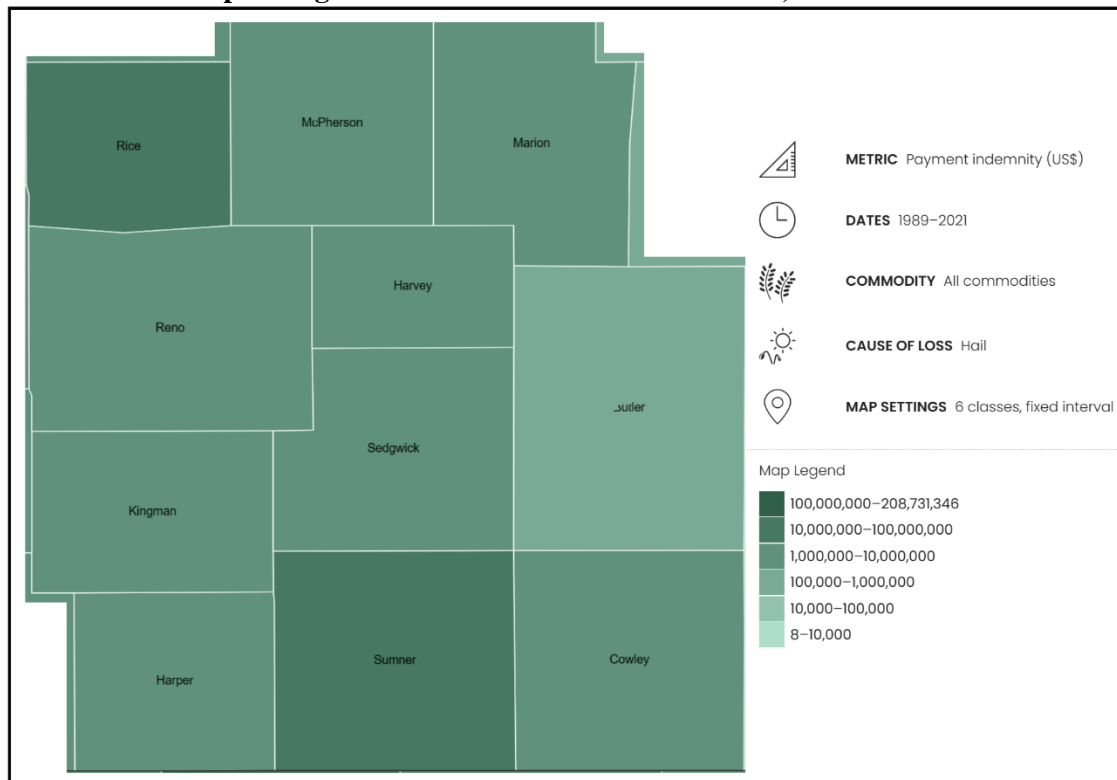 Rice
McPherson
Marion
Harvey
Reno
Butler
Sedgwick
Kingman
Harper
Sumner
Cowley
METRIC Payment indemnity (US$)
DATES 1989–2021
COMMODITY All commodities
CAUSE OF LOSS Hail
MAP SETTINGS 6 classes, fixed interval
Map Legend
100,000,000–208,731,346
10,000,000–100,000,000
1,000,000–10,000,000
100,000–1,000,000
10,000–100,000
8–10,000